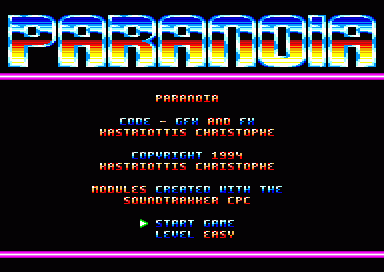 PARANOIA
PARANOIA
CODE - GFX AND FX
KASTRIOTTIS CHRISTOPHE
COPYRIGHT 1994
KASTRIOTTIS CHRISTOPHE
MODULES CREATED WITH THE
SOUNDTRAKKER CPC
START GAME
LEVEL EASY